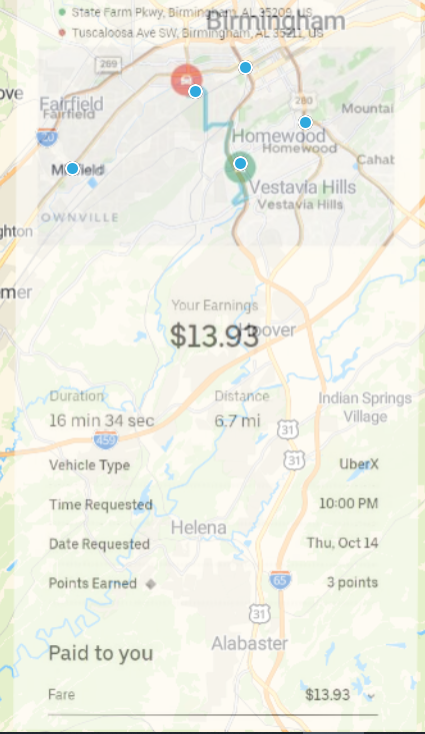 State Farm Pkwy, Birmingham, AL 35209, US
Birmingham
Tuscaloosa Ave SW, Birmingham, AL 35211, US
269
ove
Fairfield
Fairfield
280
Mountai
20
Homewood
Homewood
Cahat
Vestavia Hills
Vestavia Hills
OWNVILLE
ghton
mer
Your Earnings
$13.93
Hoover
Duration
Distance
Indian Springs
Village
16 min 34 sec
6.7 mi
31
459
31
Vehicle Type
UberX
Time Requested
10:00 PM
Helena
Date Requested
Thu, Oct 14
Points Earned
3 points
65
31
Alabaster
Paid to you
Fare
$13.93